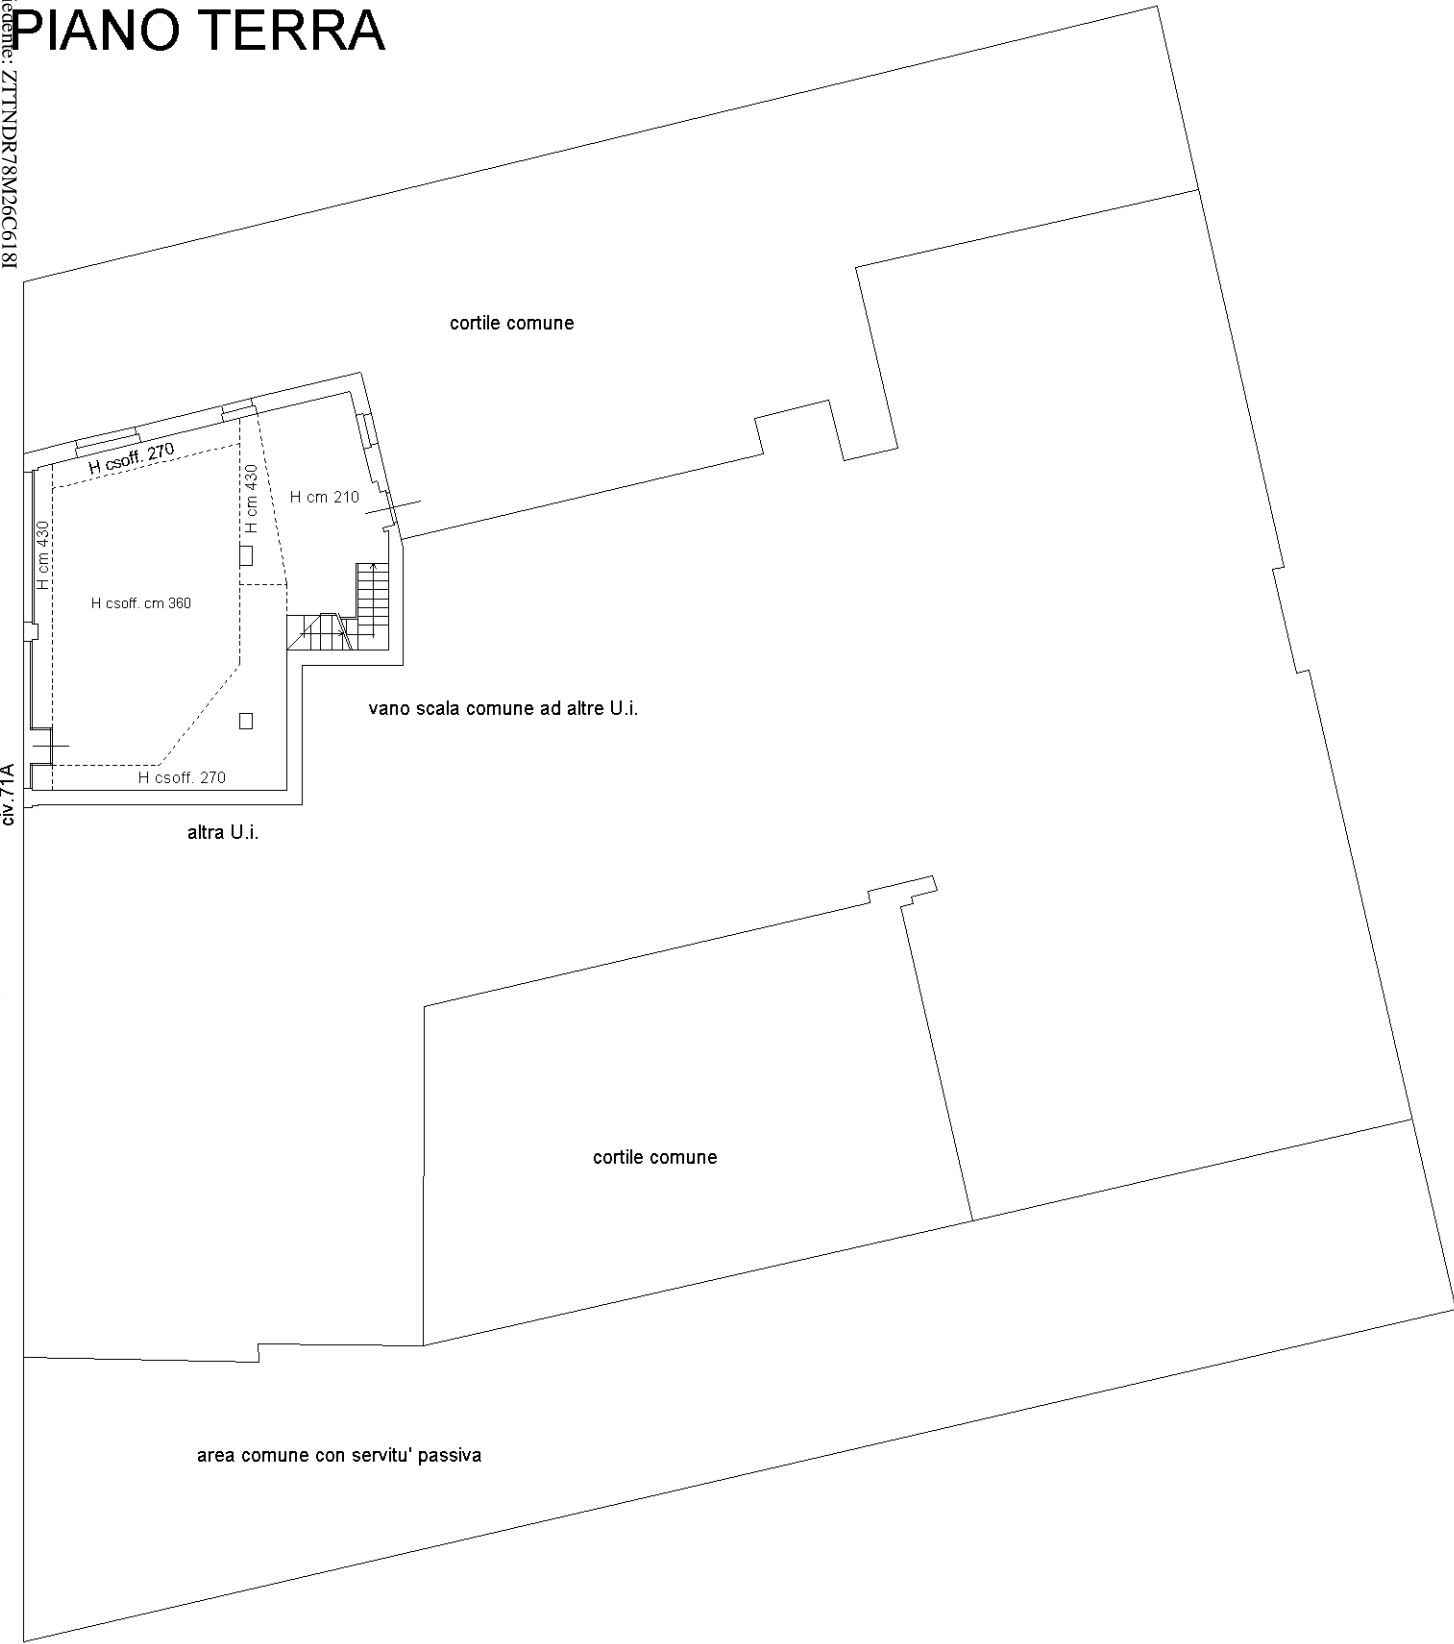 PIANO TERRA
iedente: ZTTNDR78M26C618I
cortile comune
H csoff. 270
H cm 430
H cm 210
H cm 430
H csoff. cm 360
vano scala comune ad altre U.i.
H csoff. 270
civ.71A
altra U.i.
cortile comune
area comune con servitu' passiva